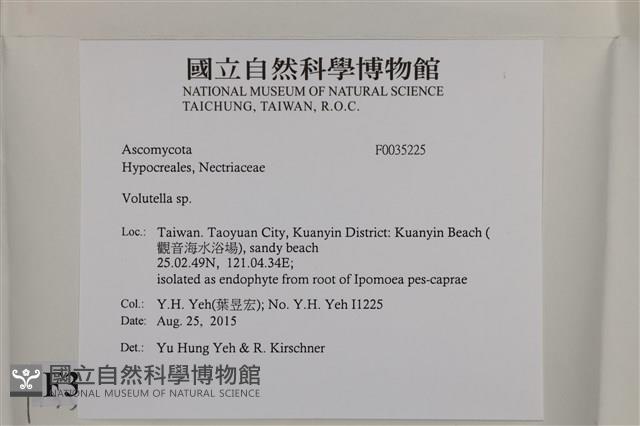 國立自然科學博物館
NATIONAL MUSEUM OF NATURAL SCIENCE
TAICHUNG, TAIWAN, R.O.C.
Ascomycota F0035225
Hypocreales, Nectriaceae
Volutella sp.
Loc.: Taiwan. Taoyuan City, Kuanyin District: Kuanyin Beach (
觀音海水浴場), sandy beach
25.02.49N, 121.04.34E;
isolated as endophyte from root of Ipomoea pes-caprae
Col.: Y.H. Yeh(葉昱宏); No. Y.H. Yeh I1225
Date: Aug. 25, 2015
Det.: Yu Hung Yeh & R. Kirschner
F3
國立自然科學博物館
NATIONAL MUSEUM OF NATURAL SCIENCE